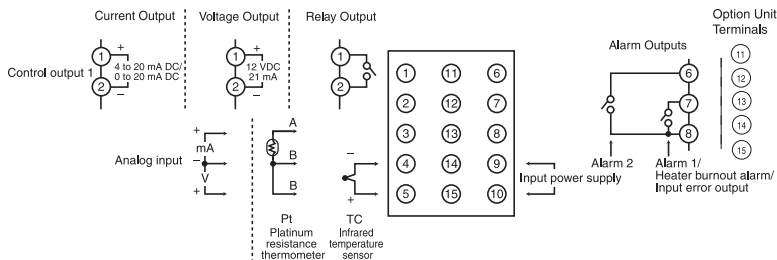 Current Output
Voltage Output
Relay Output
Control output 1
1
+
4 to 20 mA DC/
0 to 20 mA DC
2
−
1
+
12 VDC
21 mA
2
−
1
2
Analog input
+
mA
−
V
+
A
B
B
Pt
Platinum
resistance
thermometer
−
+
TC
Infrared
temperature
sensor
1 11 6
2 12 7
3 13 8
4 14 9
5 15 10
Input power supply
Alarm Outputs
6
7
8
Alarm 2
Alarm 1/
Heater burnout alarm/
Input error output
Option Unit
Terminals
11
12
13
14
15